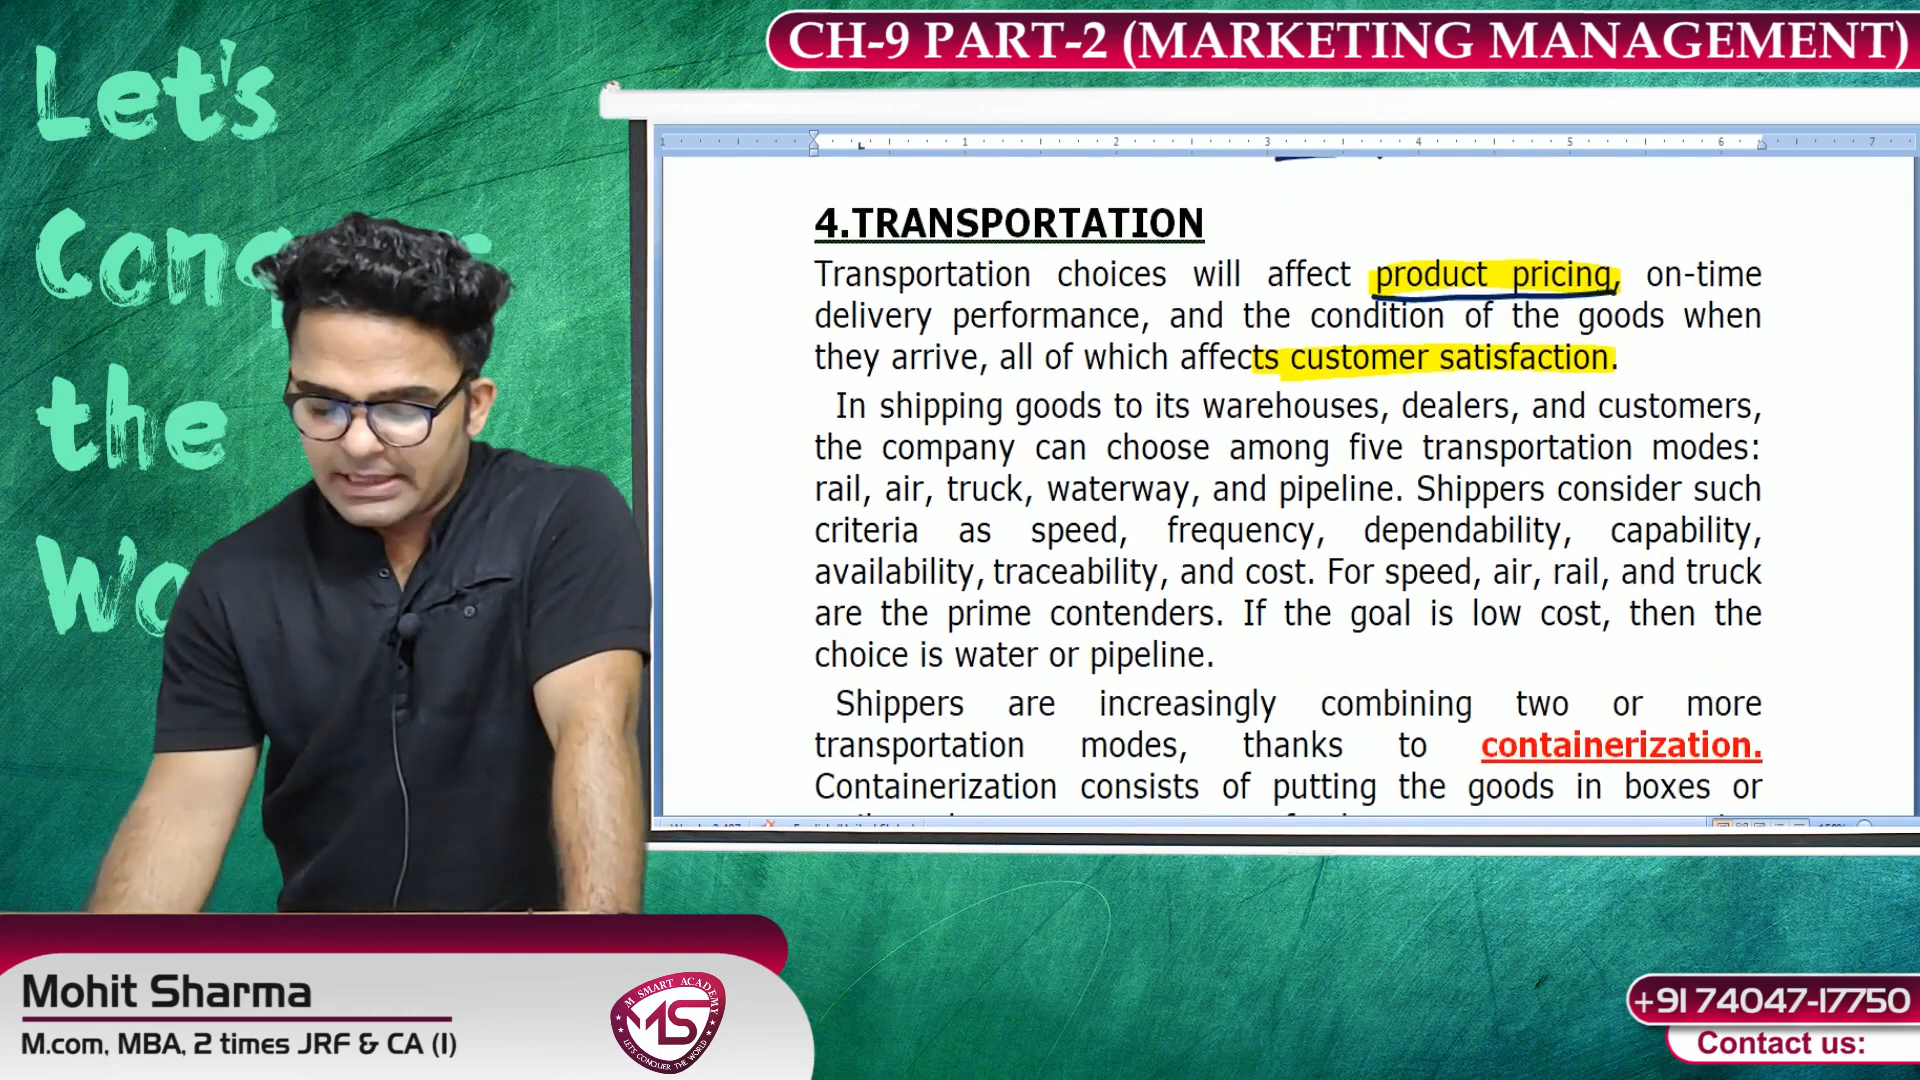 CH-9 PART-2 (MARKETING MANAGEMENT)
Let's
the
4.TRANSPORTATION
Transportation choices will affect product pricing, on-time
delivery performance, and the condition of the goods when
they arrive, all of which affects customer satisfaction.
In shipping goods to its warehouses, dealers, and customers,
the company can choose among five transportation modes:
rail, air, truck, waterway, and pipeline. Shippers consider such
criteria as speed, frequency, dependability, capability,
availability, traceability, and cost. For speed, air, rail, and truck
are the prime contenders. If the goal is low cost, then the
choice is water or pipeline.
Shippers are increasingly combining two or more
transportation modes, thanks to containerization.
Containerization consists of putting the goods in boxes or
Mohit Sharma
M.com, MBA, 2 times JRF & CA (I)
M SMART ACADEMY
MS
LETS CONQUER THE WORLD
+91 74047-17750
Contact us: